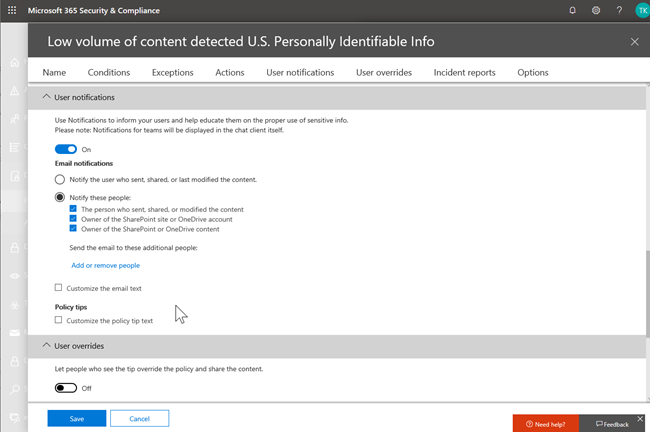 Microsoft 365 Security & Compliance
?
TK
Low volume of content detected U.S. Personally Identifiable Info
Name Conditions Exceptions Actions User notifications User overrides Incident reports Options
User notifications
Use Notifications to inform your users and help educate them on the proper use of sensitive info.
Please note: Notifications for teams will be displayed in the chat client itself.
On
Email notifications
Notify the user who sent, shared, or last modified the content.
Notify these people:
The person who sent, shared, or modified the content
Owner of the SharePoint site or OneDrive account
Owner of the SharePoint or OneDrive content
Send the email to these additional people:
Add or remove people
Customize the email text
Policy tips
Customize the policy tip text
User overrides
Let people who see the tip override the policy and share the content.
Off
Save Cancel
Need help? Feedback